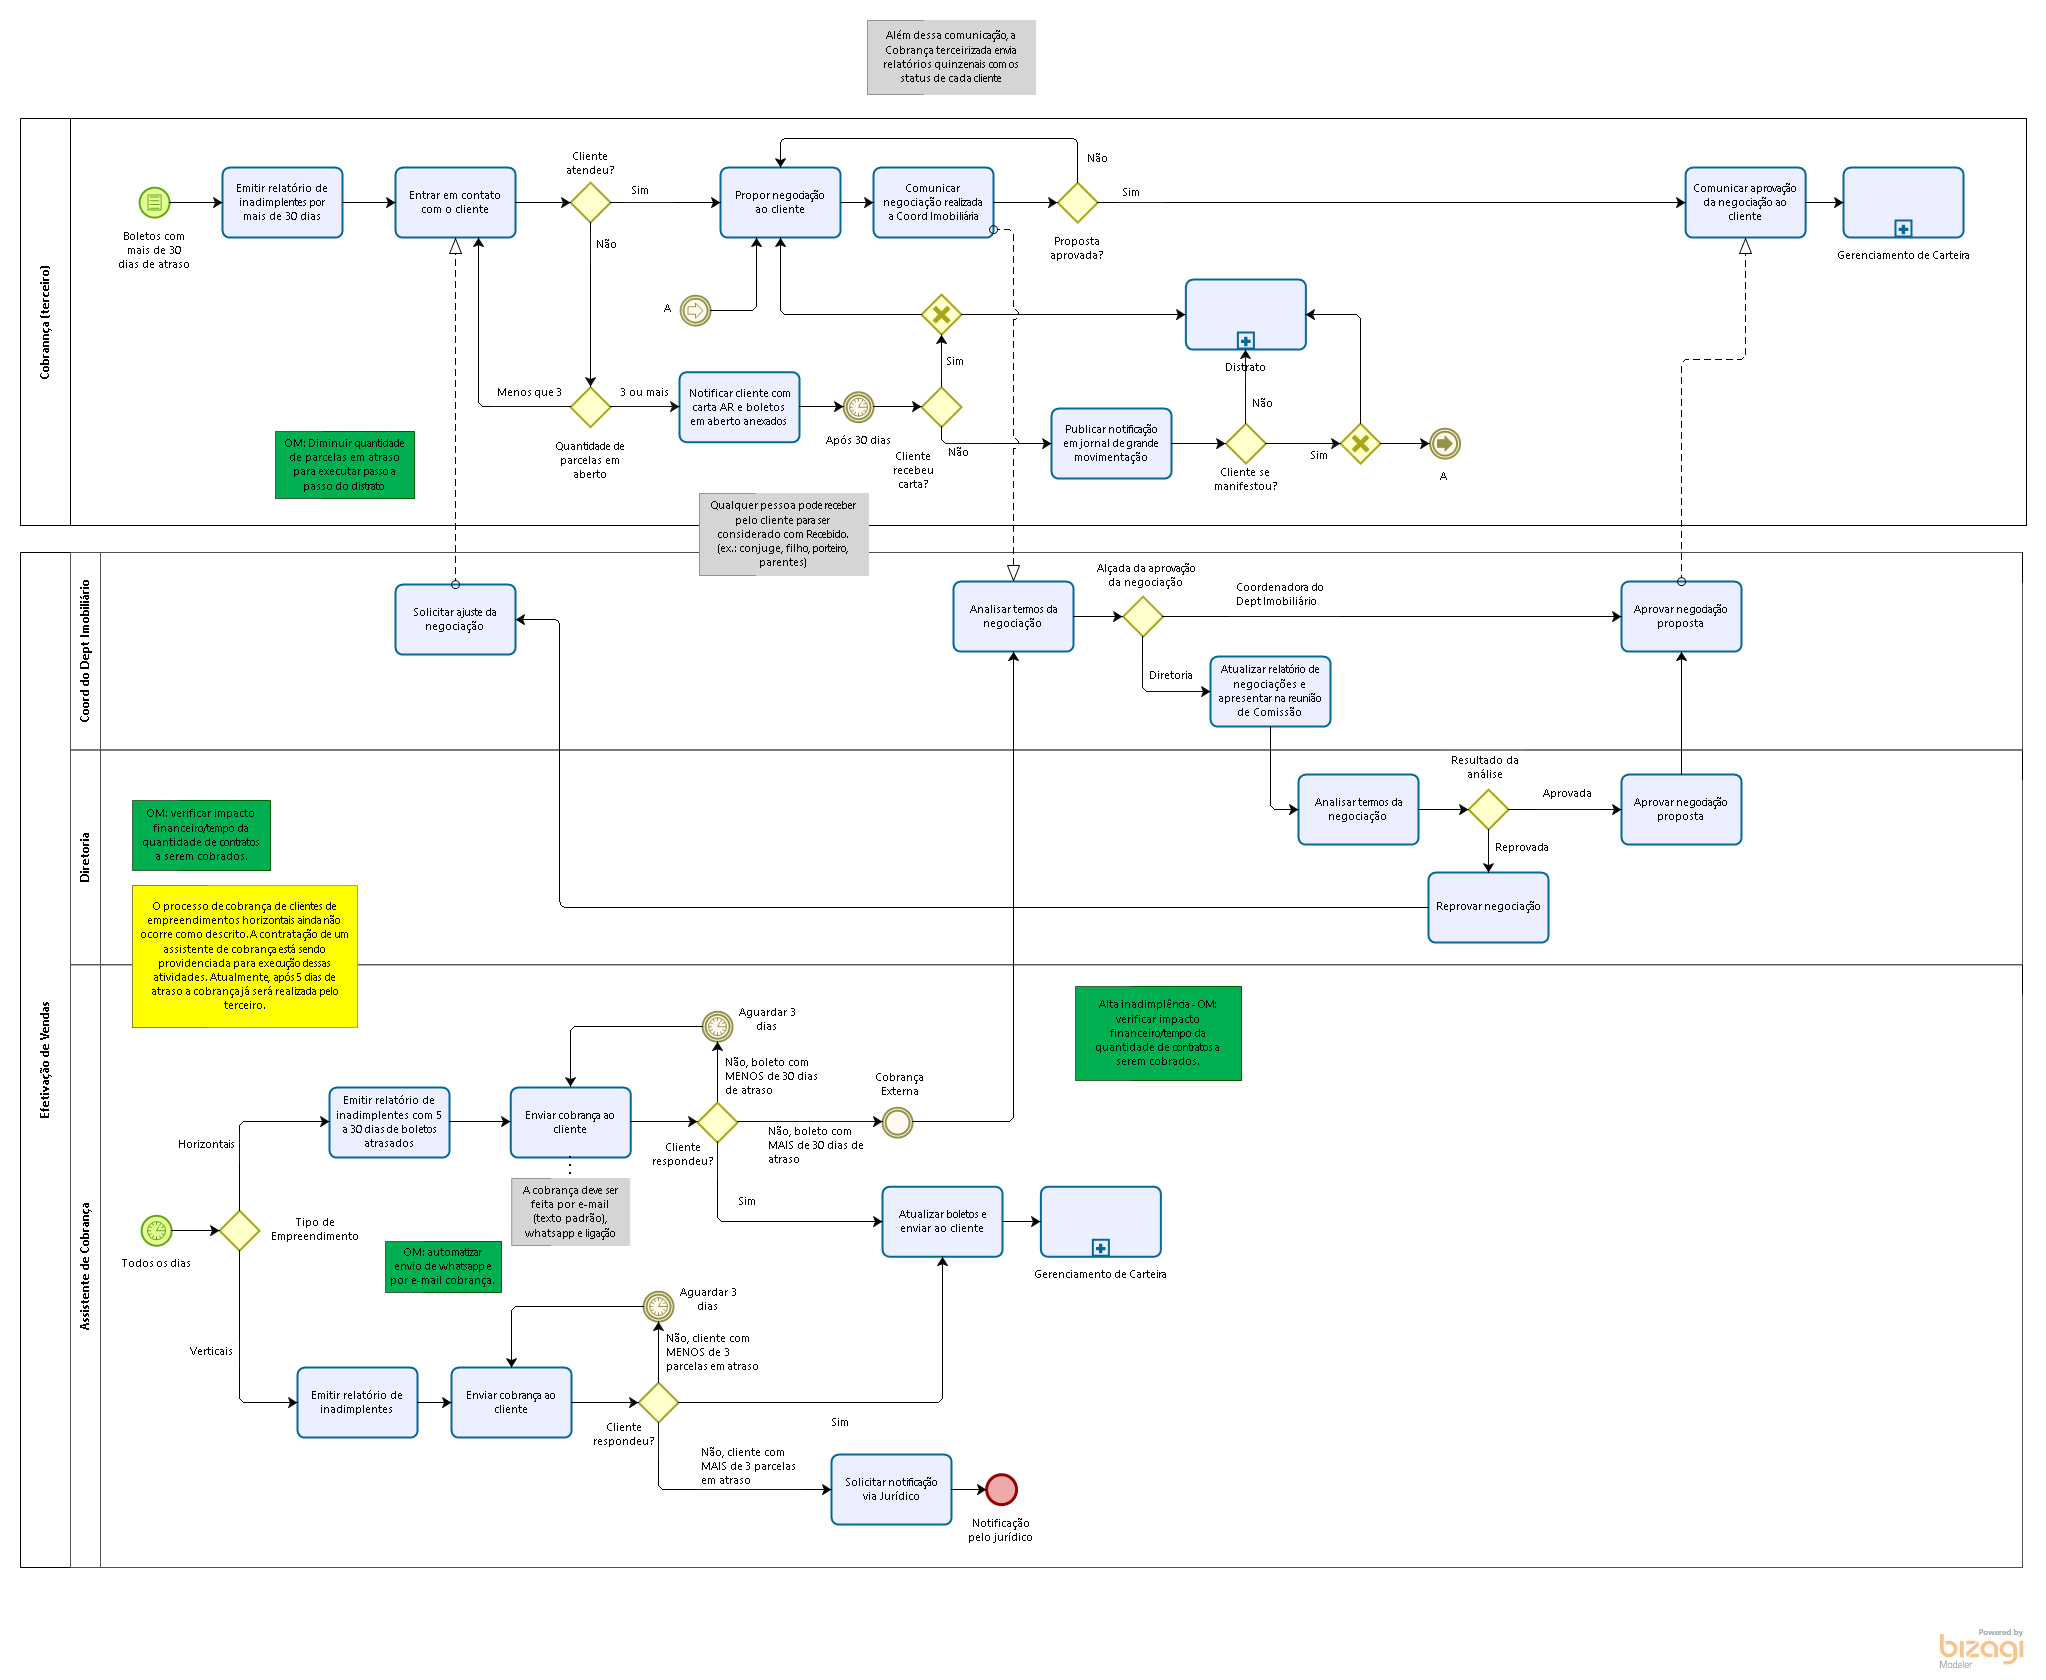 Além dessa comunicação, a
Cobrança terceirizada envia
relatórios quinzenais com os
status de cada cliente
Cobrannça (terceiro)
Boletos com
mais de 30
dias de atraso
Emitir relatório de
inadimplentes por
mais de 30 dias
Entrar em contato
com o cliente
Cliente
atendeu?
Sim
Não
Propor negociação
ao cliente
Comunicar
negociação realizada
a Coord Imobiliária
Não
Sim
Proposta
aprovada?
Comunicar aprovação
da negociação ao
cliente
Gerenciamento de Carteira
A
Menos que 3
3 ou mais
Quantidade de
parcelas em
aberto
Notificar cliente com
carta AR e boletos
em aberto anexados
Após 30 dias
Sim
Cliente
recebeu
carta?
Não
Publicar notificação
em jornal de grande
movimentação
Distrato
Não
Cliente se
manifestou?
Sim
A
OM: Diminuir quantidade
de parcelas em atraso
para executar passo a
passo do distrato
Qualquer pessoa pode receber
pelo cliente para ser
considerado com Recebido.
(ex.: conjuge, filho, porteiro,
parentes)
Efetivação de Vendas
Coord do Dept Imobiliário
Solicitar ajuste da
negociação
Analisar termos da
negociação
Alçada da aprovação
da negociação
Coordenadora do
Dept Imobiliário
Diretoria
Atualizar relatório de
negociações e
apresentar na reunião
de Comissão
Aprovar negociação
proposta
Diretoria
OM: verificar impacto
financeiro/tempo da
quantidade de contratos
a serem cobrados.
Analisar termos da
negociação
Resultado da
análise
Aprovada
Reprovada
Aprovar negociação
proposta
Reprovar negociação
O processo de cobrança de clientes de
empreendimentos horizontais ainda não
ocorre como descrito. A contratação de um
assistente de cobrança está sendo
providenciada para execução dessas
atividades. Atualmente, após 5 dias de
atraso a cobrança já será realizada pelo
terceiro.
Assistente de Cobrança
Alta inadimplência - OM:
verificar impacto
financeiro/tempo da
quantidade de contratos a
serem cobrados.
Todos os dias
Tipo de
Empreendimento
Horizontais
Verticais
Emitir relatório de
inadimplentes com 5
a 30 dias de boletos
atrasados
Enviar cobrança ao
cliente
Aguardar 3
dias
Não, boleto com
MENOS de 30 dias
de atraso
Cliente
respondeu?
Não, boleto com
MAIS de 30 dias de
atraso
Cobrança
Externa
Sim
A cobrança deve ser
feita por e-mail
(texto padrão),
whatsapp e ligação
OM: automatizar
envio de whatsapp e
por e-mail cobrança.
Atualizar boletos e
enviar ao cliente
Gerenciamento de Carteira
Emitir relatório de
inadimplentes
Enviar cobrança ao
cliente
Aguardar 3
dias
Não, cliente com
MENOS de 3
parcelas em atraso
Cliente
respondeu?
Sim
Não, cliente com
MAIS de 3 parcelas
em atraso
Solicitar notificação
via Jurídico
Notificação
pelo jurídico
Powered by
bizagi
Modeler